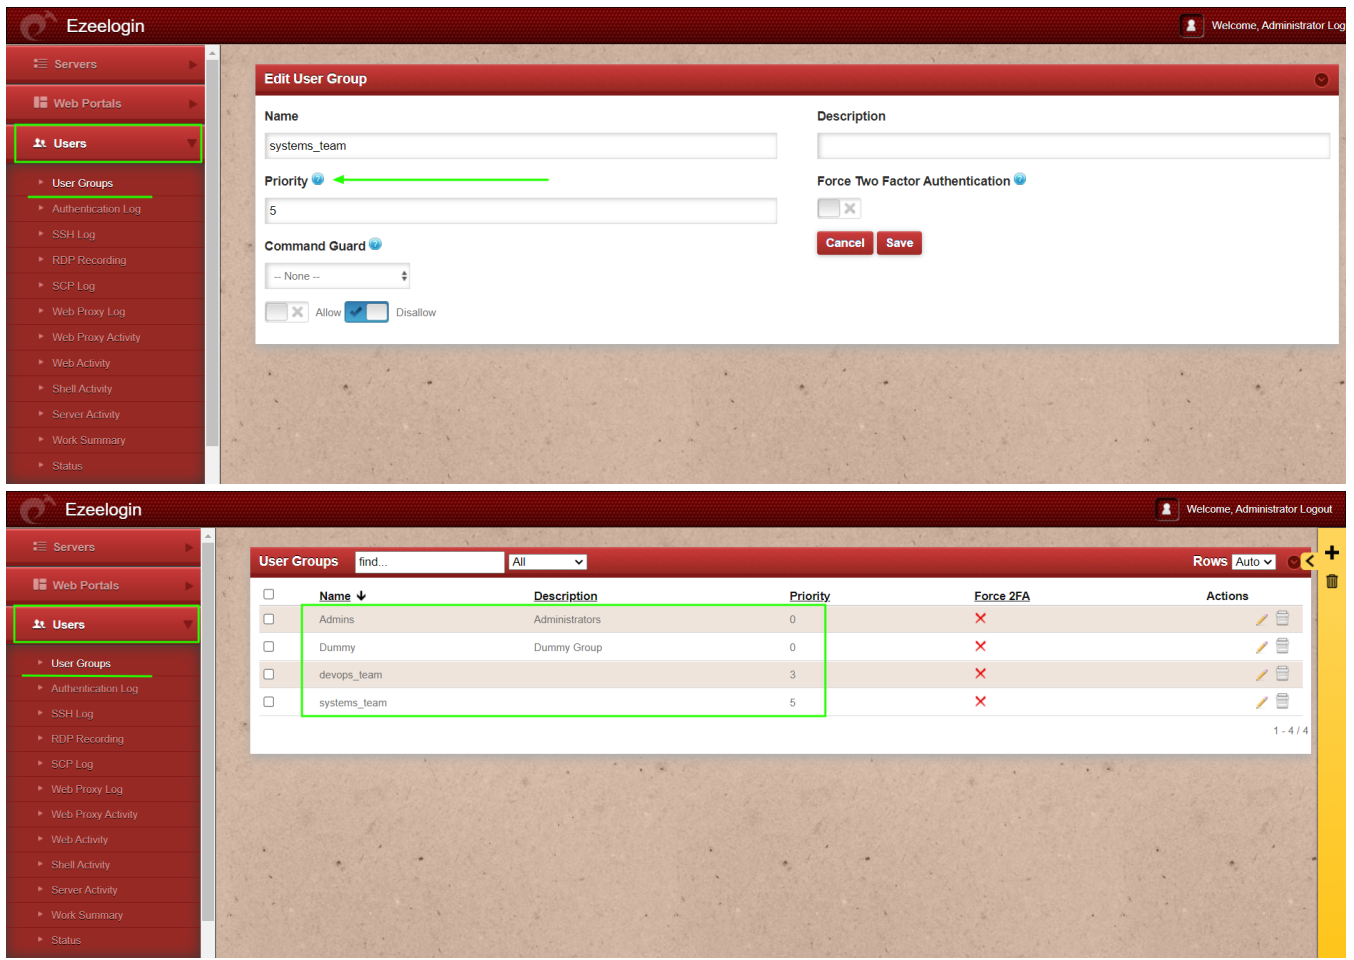 Ezeelogin
Welcome, Administrator Log
Servers
Web Portals
Users
User Groups
Authentication Log
SSH Log
RDP Recording
SCP Log
Web Proxy Log
Web Proxy Activity
Web Activity
Shell Activity
Server Activity
Work Summary
Status
Edit User Group
Name
systems_team
Priority
5
Command Guard
-- None --
Allow
Disallow
Description
Force Two Factor Authentication
Cancel Save
Ezeelogin
Welcome, Administrator Logout
Servers
Web Portals
Users
User Groups
Authentication Log
SSH Log
RDP Recording
SCP Log
Web Proxy Log
Web Proxy Activity
Web Activity
Shell Activity
Server Activity
Work Summary
Status
User Groups find... All Rows Auto
Name Description Priority Force 2FA Actions
Admins Administrators 0
Dummy Dummy Group 0
devops_team 3
systems_team 5
1 - 4 / 4